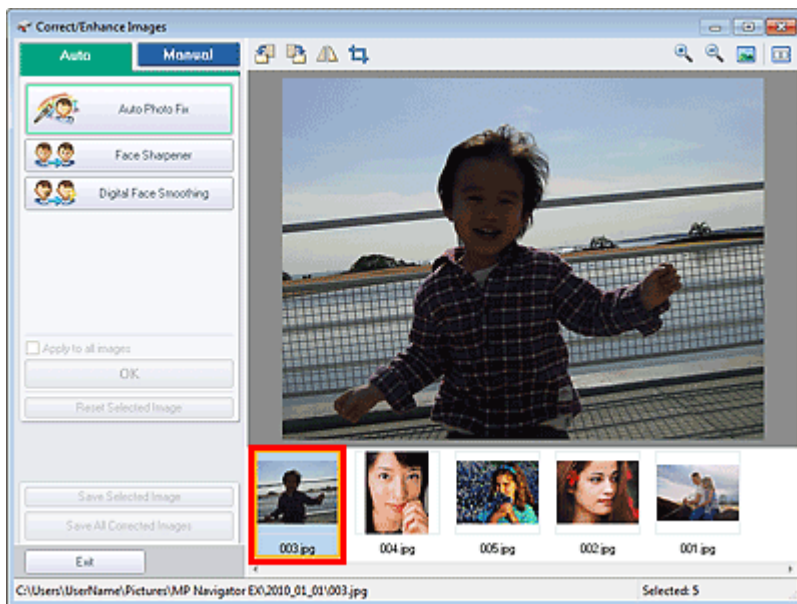 Correct/Enhance Images
Auto
Manual
Auto Photo Fix
Face Sharpener
Digital Face Smoothing
Apply to all images
OK
Reset Selected Image
Save Selected Image
Save All Corrected Images
Exit
003.jpg
004.jpg
005.jpg
002.jpg
001.jpg
C:\Users\UserName\Pictures\MP Navigator EX\2010_01_01\003.jpg
Selected: 5